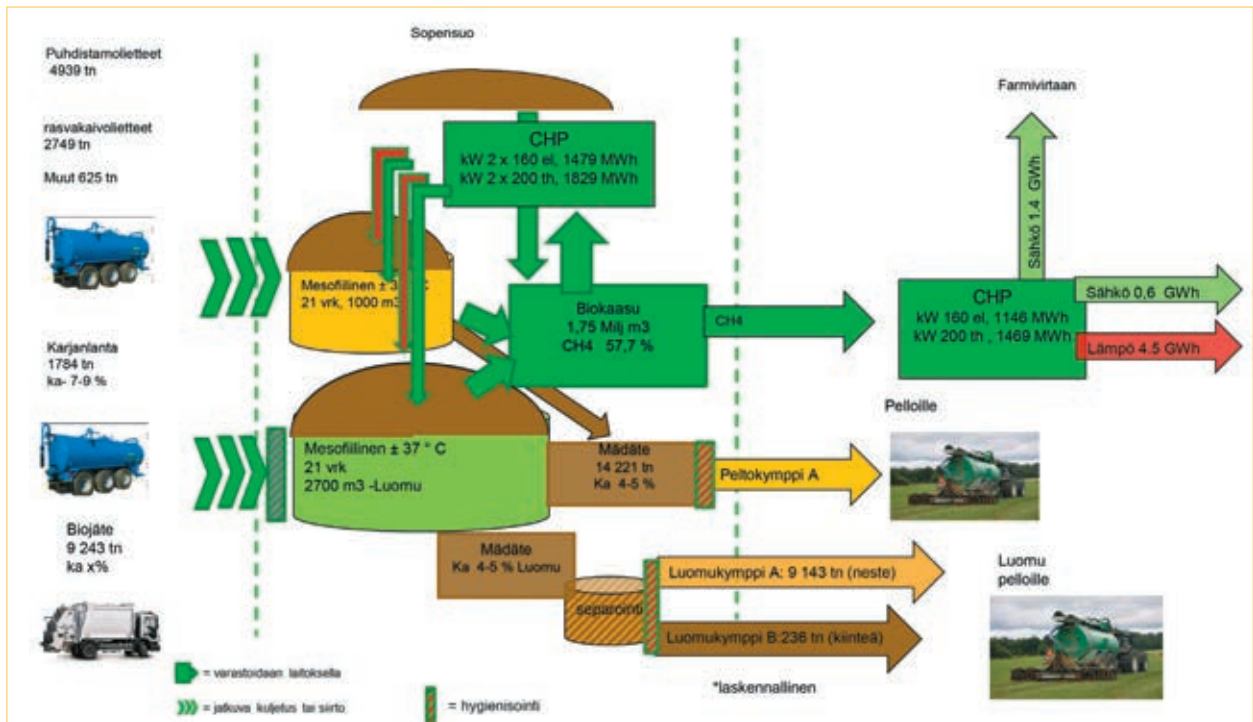 Sopensuo
Puhdistamolietteet
4939 tn
rasvakaivolietteet
2749 tn
Muut 625 tn
Karjanlanta
1784 tn
ka- 7-9 %
Biojäte
9 243 tn
ka x%
CHP
kW 2 x 160 el, 1479 MWh
kW 2 x 200 th, 1829 MWh
Mesofiilinen ± 3 ° C
21 vrk, 1000 m3
Biokaasu
1,75 Milj m3
CH4 57,7 %
CH4
Mesofiilinen ± 37 ° C
21 vrk
2700 m3 -Luomu
Mädäte
14 221 tn
Ka 4-5 %
Peltokymppi A
Mädäte
Ka 4-5 % Luomu
separointi
Luomukymppi A: 9 143 tn (neste)
Luomukymppi B:236 tn (kiinteä)
*laskennallinen
Farmivirtaan
Sähkö 1.4 GWh
CHP
kW 160 el, 1146 MWh
kW 200 th , 1469 MWh
Sähkö 0,6 GWh
Lämpö 4.5 GWh
Pelloille
Luomu
pelloille
= varastoidaan laitoksella
= jatkuva kuljetus tai siirto
= hygienisointi